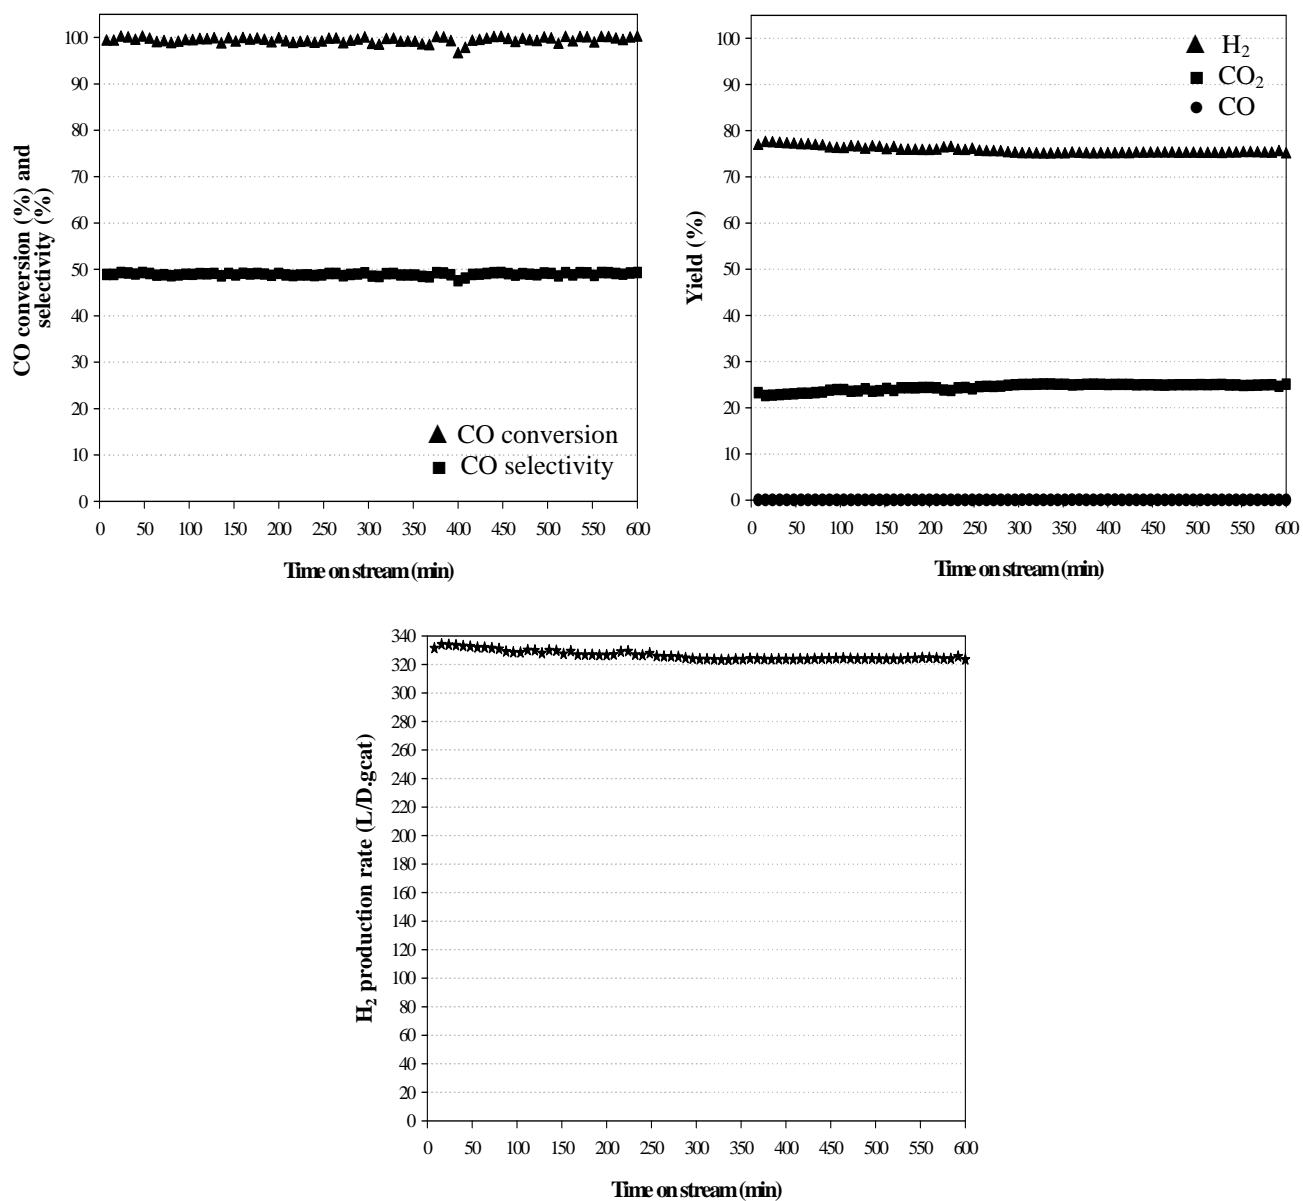 100
90
80
70
60
50
40
30
20
10
0
CO conversion (%) and
selectivity (%)
▲ CO conversion
■ CO selectivity
0 50 100 150 200 250 300 350 400 450 500 550 600
Time on stream (min)
100
90
80
70
60
50
40
30
20
10
0
Yield (%)
▲ H₂
■ CO₂
● CO
0 50 100 150 200 250 300 350 400 450 500 550 600
Time on stream (min)
340
320
300
280
260
240
220
200
180
160
140
120
100
80
60
40
20
0
H₂ production rate (L/D.gcat)
0 50 100 150 200 250 300 350 400 450 500 550 600
Time on stream (min)